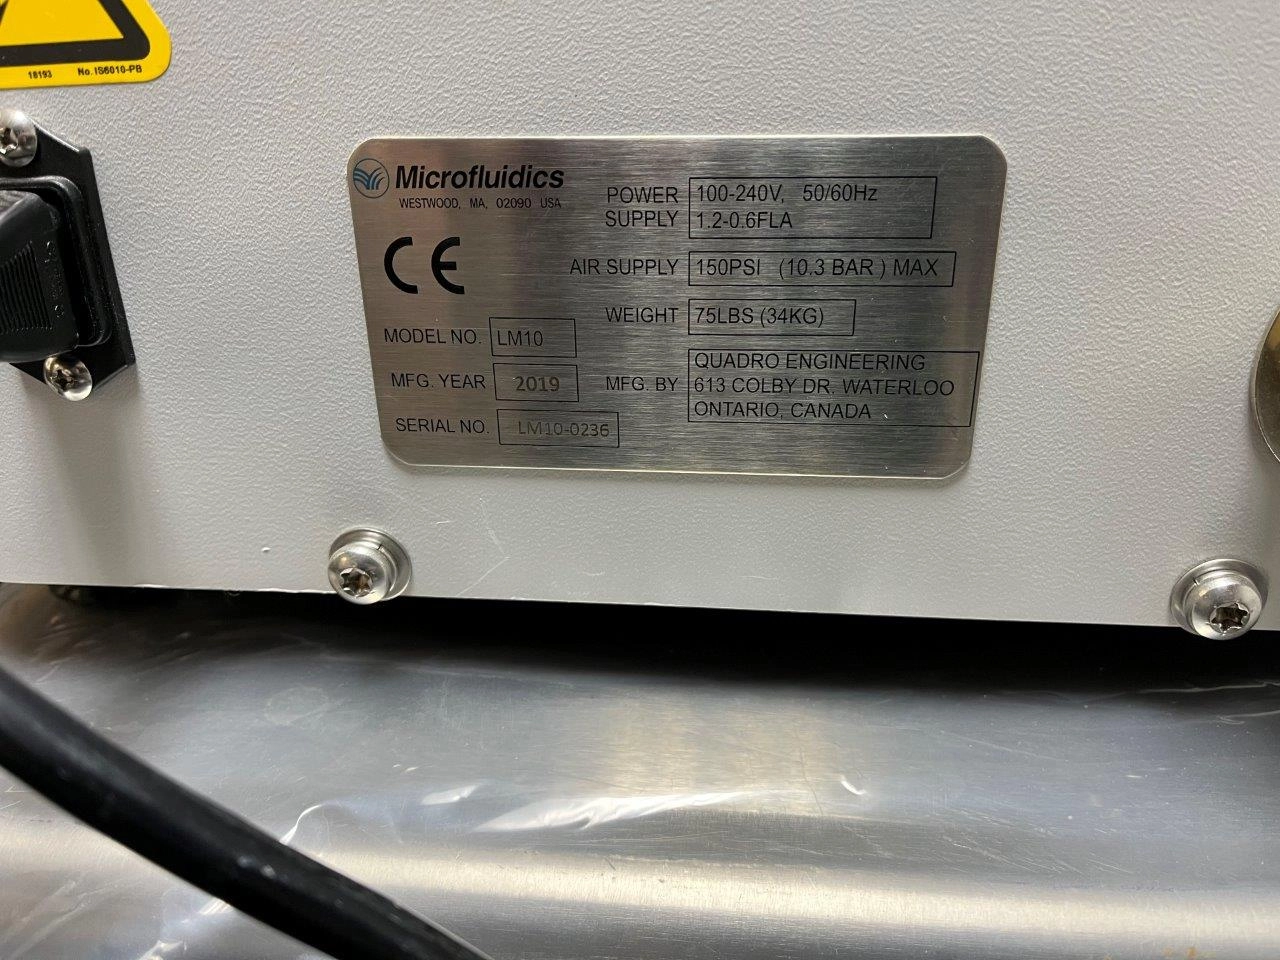 18193 No. IS6010-PB
Microfluidics
WESTWOOD, MA, 02090 USA
CE
MODEL NO. LM10
MFG. YEAR 2019
SERIAL NO. LM10-0236
POWER SUPPLY
100-240V, 50/60Hz
1.2-0.6FLA
AIR SUPPLY 150PSI (10.3 BAR ) MAX
WEIGHT 75LBS (34KG)
MFG. BY
QUADRO ENGINEERING
613 COLBY DR. WATERLOO
ONTARIO, CANADA